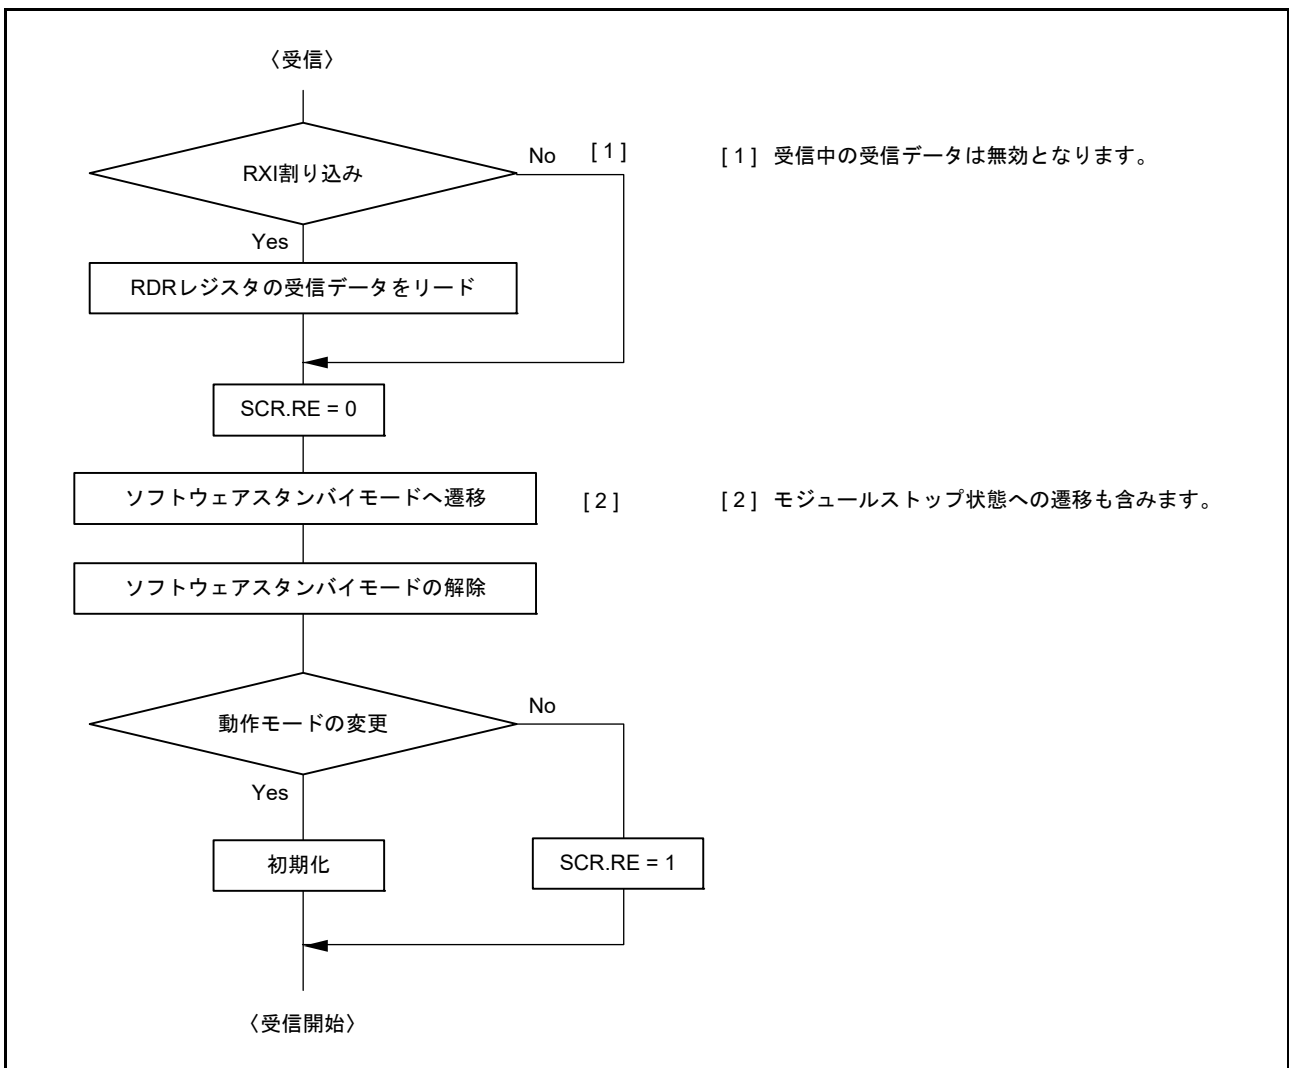 〈受信〉
RXI割り込み
No
[ 1 ]
[ 1 ] 受信中の受信データは無効となります。
Yes
RDRレジスタの受信データをリード
SCR.RE = 0
ソフトウェアスタンバイモードへ遷移
[ 2 ]
[ 2 ] モジュールストップ状態への遷移も含みます。
ソフトウェアスタンバイモードの解除
動作モードの変更
No
Yes
初期化
SCR.RE = 1
〈受信開始〉